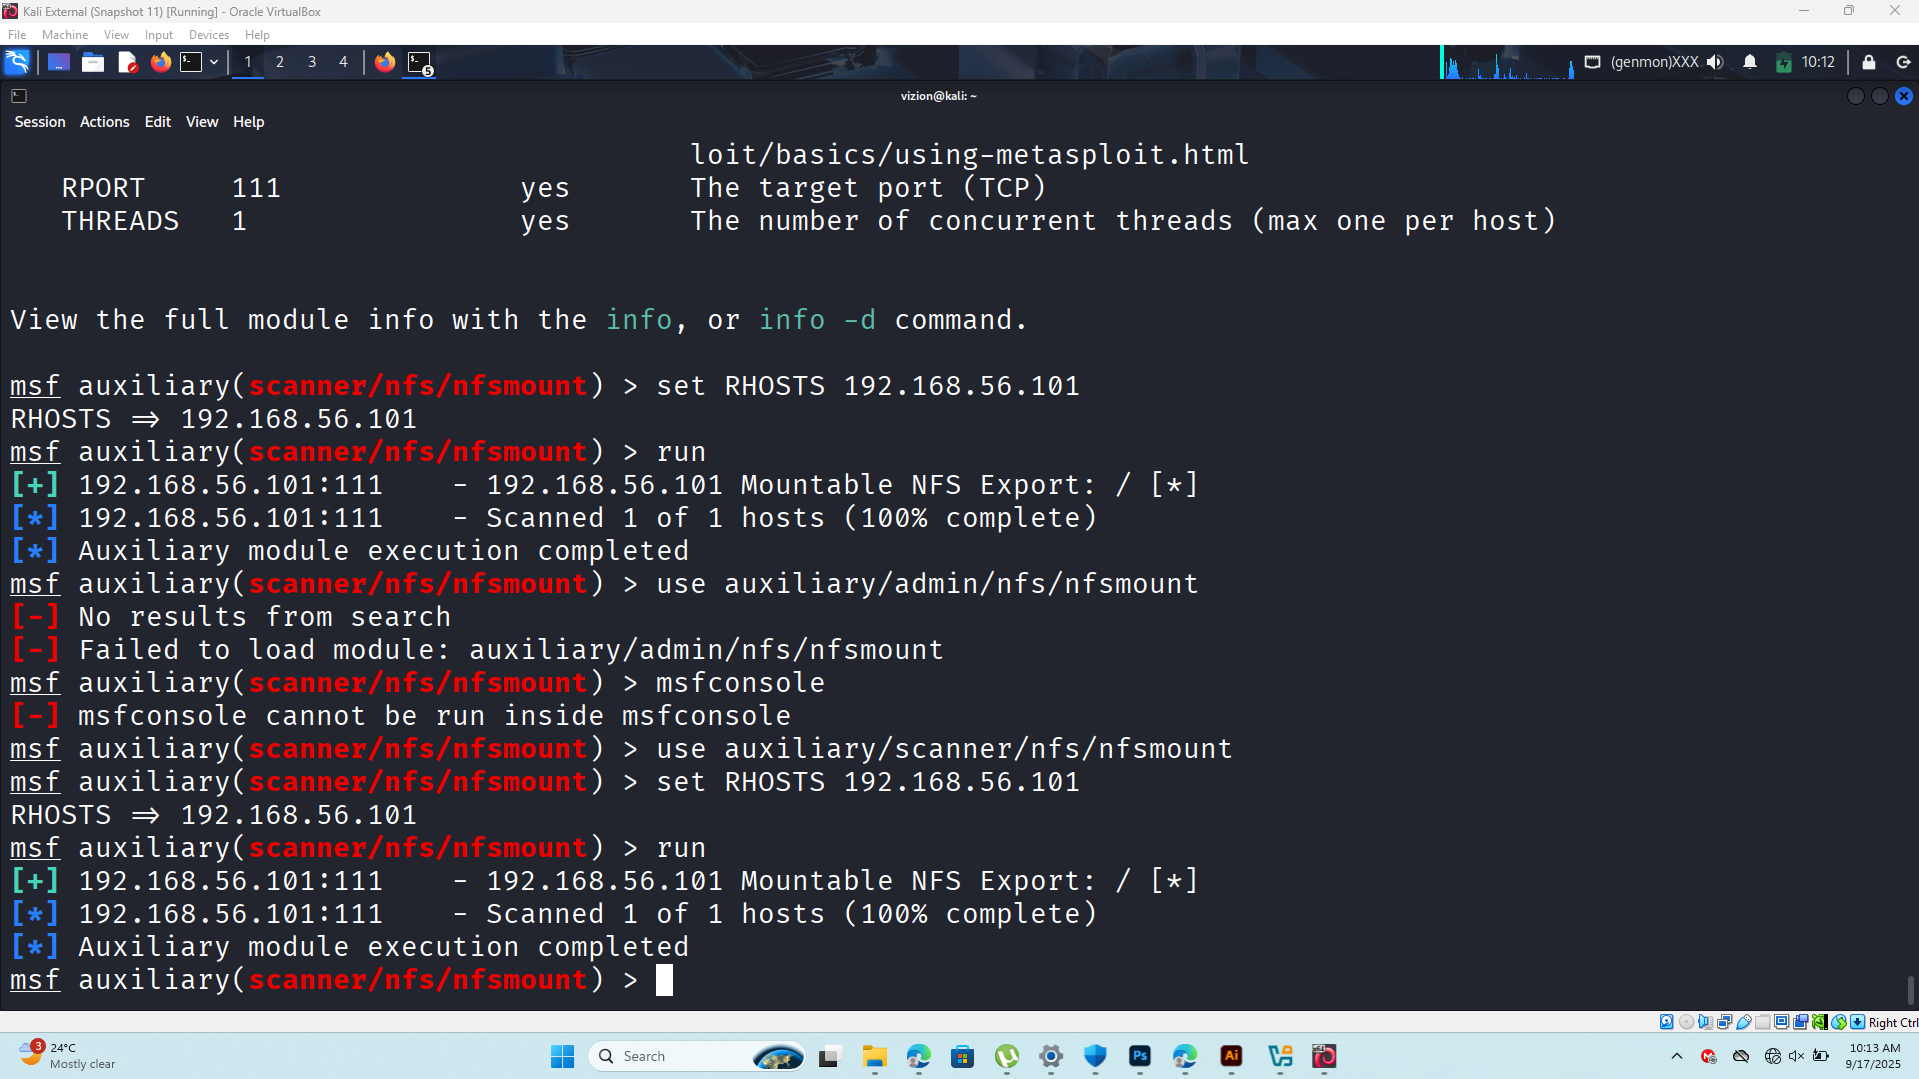 Kali External (Snapshot 11) [Running] - Oracle VirtualBox
File Machine View Input Devices Help
1 2 3 4 5 (genmon)XXX 10:12
vizion@kali: ~
Session Actions Edit View Help
loit/basics/using-metasploit.html
RPORT 111 yes The target port (TCP)
THREADS 1 yes The number of concurrent threads (max one per host)
View the full module info with the info, or info -d command.
msf auxiliary(scanner/nfs/nfsmount) > set RHOSTS 192.168.56.101
RHOSTS => 192.168.56.101
msf auxiliary(scanner/nfs/nfsmount) > run
[+] 192.168.56.101:111 - 192.168.56.101 Mountable NFS Export: / [*]
[*] 192.168.56.101:111 - Scanned 1 of 1 hosts (100% complete)
[*] Auxiliary module execution completed
msf auxiliary(scanner/nfs/nfsmount) > use auxiliary/admin/nfs/nfsmount
[-] No results from search
[-] Failed to load module: auxiliary/admin/nfs/nfsmount
msf auxiliary(scanner/nfs/nfsmount) > msfconsole
[-] msfconsole cannot be run inside msfconsole
msf auxiliary(scanner/nfs/nfsmount) > use auxiliary/scanner/nfs/nfsmount
msf auxiliary(scanner/nfs/nfsmount) > set RHOSTS 192.168.56.101
RHOSTS => 192.168.56.101
msf auxiliary(scanner/nfs/nfsmount) > run
[+] 192.168.56.101:111 - 192.168.56.101 Mountable NFS Export: / [*]
[*] 192.168.56.101:111 - Scanned 1 of 1 hosts (100% complete)
[*] Auxiliary module execution completed
msf auxiliary(scanner/nfs/nfsmount) >
Right Ctrl
3 24°C
Mostly clear
Search
Ps
Ai
10:13 AM
9/17/2025